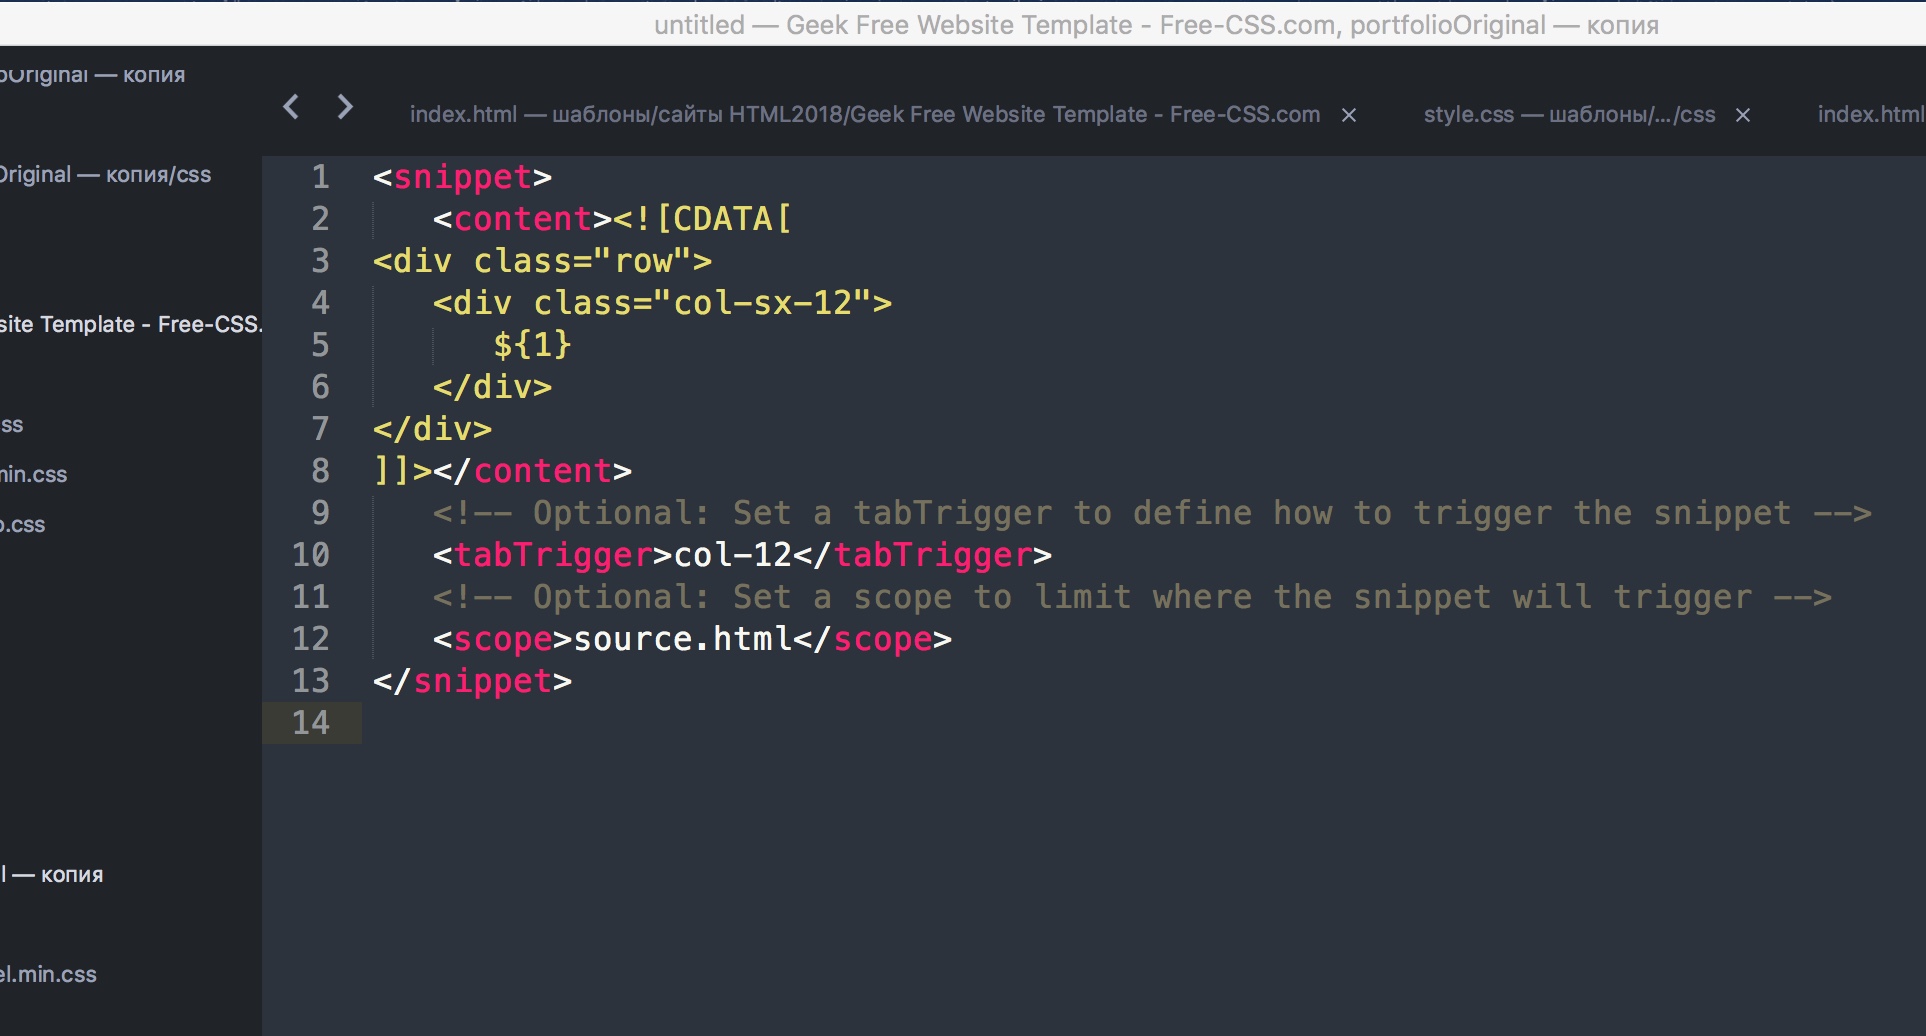 untitled — Geek Free Website Template - Free-CSS.com, portfolioOriginal — копия
Original — копия
index.html — шаблоны/сайты HTML2018/Geek Free Website Template - Free-CSS.com ×
style.css — шаблоны/.../css ×
index.html
Original — копия/css
site Template - Free-CSS.
ss
min.css
.css
l — копия
el.min.css
1 <snippet>
2 <content><![CDATA[
3 <div class="row">
4 <div class="col-sx-12">
5 ${1}
6 </div>
7 </div>
8 ]]></content>
9 <!-- Optional: Set a tabTrigger to define how to trigger the snippet -->
10 <tabTrigger>col-12</tabTrigger>
11 <!-- Optional: Set a scope to limit where the snippet will trigger -->
12 <scope>source.html</scope>
13 </snippet>
14